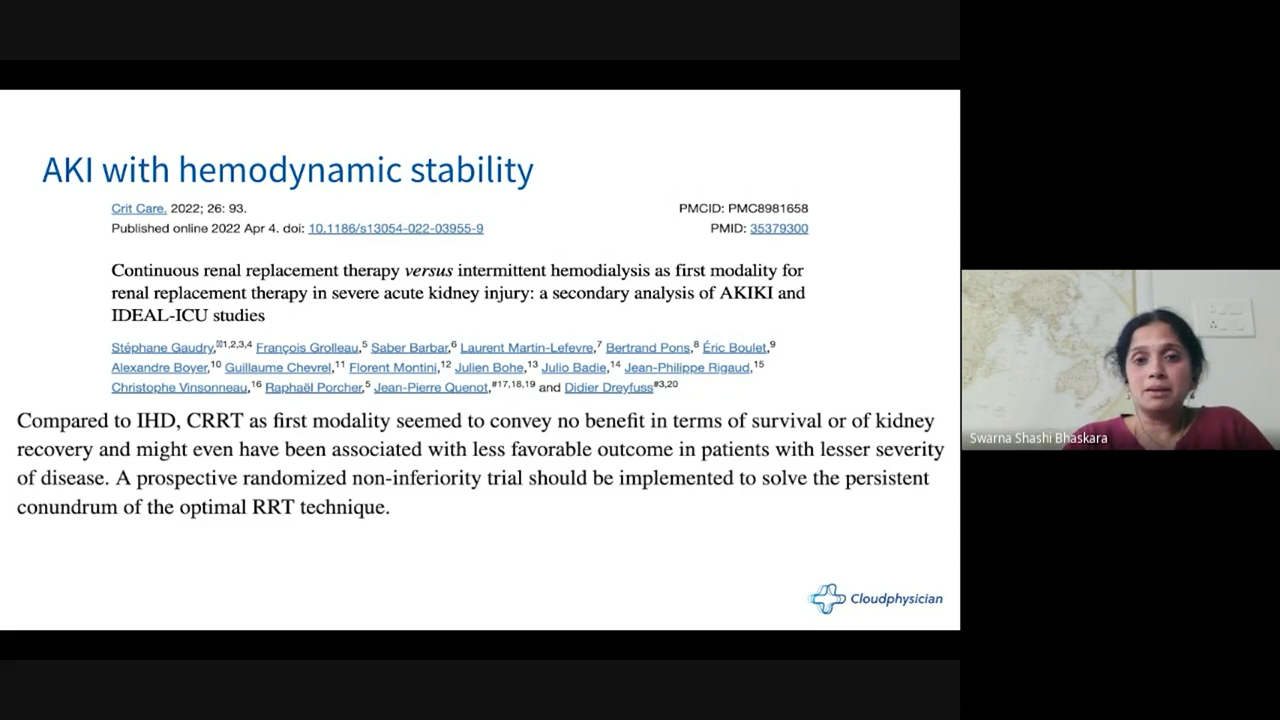 AKI with hemodynamic stability
Crit Care. 2022; 26: 93.
PMCID: PMC8981658
Published online 2022 Apr 4. doi: 10.1186/s13054-022-03955-9
PMID: 35379300
Continuous renal replacement therapy versus intermittent hemodialysis as first modality for
renal replacement therapy in severe acute kidney injury: a secondary analysis of AKIKI and
IDEAL-ICU studies
Stéphane Gaudry,✉1,2,3,4 François Grolleau,5 Saber Barbar,6 Laurent Martin-Lefevre,7 Bertrand Pons,8 Éric Boulet,9
Alexandre Boyer,10 Guillaume Chevrel,11 Florent Montini,12 Julien Bohe,13 Julio Badie,14 Jean-Philippe Rigaud,15
Christophe Vinsonneau,16 Raphaël Porcher,5 Jean-Pierre Quenot,#17,18,19 and Didier Dreyfuss#3,20
Compared to IHD, CRRT as first modality seemed to convey no benefit in terms of survival or of kidney
recovery and might even have been associated with less favorable outcome in patients with lesser severity
of disease. A prospective randomized non-inferiority trial should be implemented to solve the persistent
conundrum of the optimal RRT technique.
Cloudphysician
Swarna Shashi Bhaskara